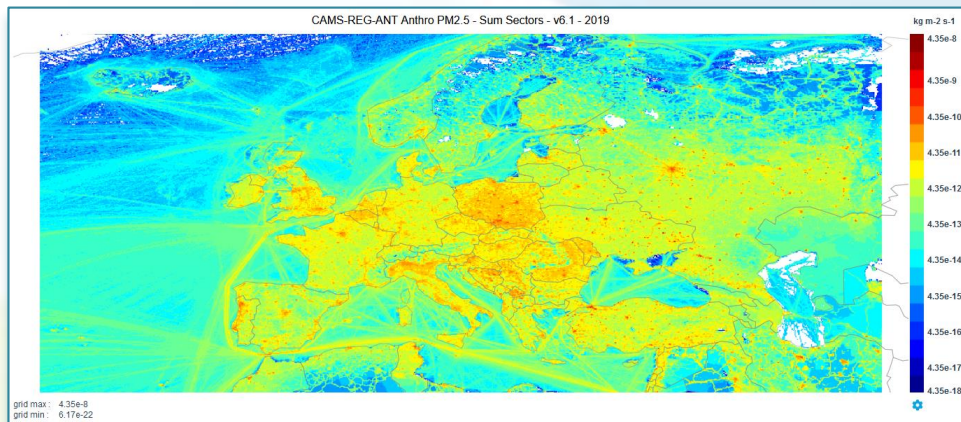 CAMS-REG-ANT Anthro PM2.5 - Sum Sectors - v6.1 - 2019
kg m-2 s-1
4.35e-8
4.35e-9
4.35e-10
4.35e-11
4.35e-12
4.35e-13
4.35e-14
4.35e-15
4.35e-16
4.35e-17
4.35e-18
grid max : 4.35e-8
grid min : 6.17e-22